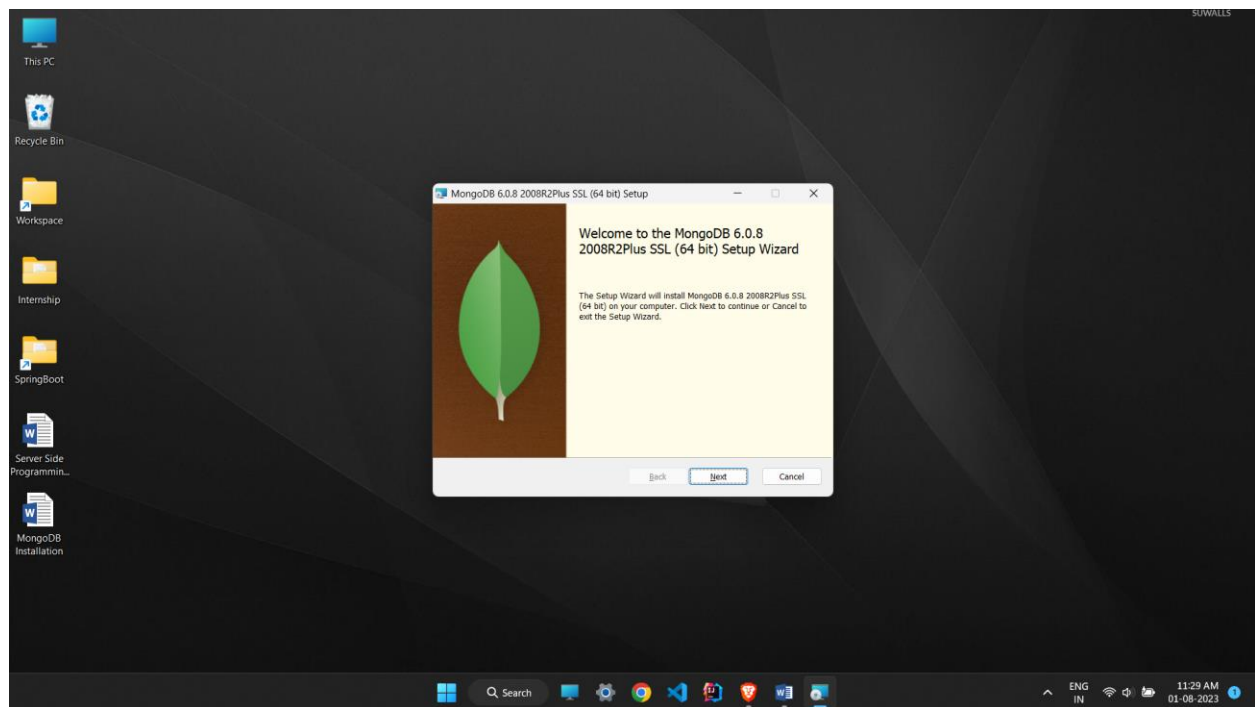 SUWALLS
This PC
Recycle Bin
Workspace
Internship
SpringBoot
Server Side
Programmin...
MongoDB
Installation
MongoDB 6.0.8 2008R2Plus SSL (64 bit) Setup
Welcome to the MongoDB 6.0.8
2008R2Plus SSL (64 bit) Setup Wizard
The Setup Wizard will install MongoDB 6.0.8 2008R2Plus SSL
(64 bit) on your computer. Click Next to continue or Cancel to
exit the Setup Wizard.
Back
Next
Cancel
Search
ENG
IN
11:29 AM
01-08-2023
1